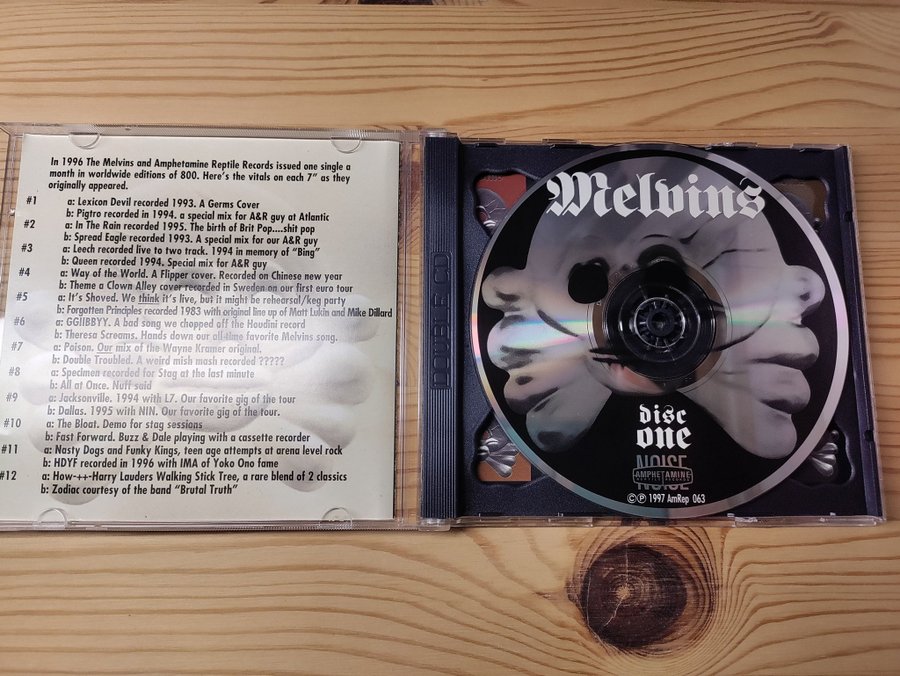 In 1996 The Melvins and Amphetamine Reptile Records issued one single a
month in worldwide editions of 800. Here's the vitals on each 7" as they
originally appeared.
#1 a: Lexicon Devil recorded 1993. A Germs Cover
b: Pigtro recorded in 1994. a special mix for A&R guy at Atlantic
#2 a: In The Rain recorded 1995. The birth of Brit Pop....shit pop
b: Spread Eagle recorded 1993. A special mix for our A&R guy
#3 a: Leech recorded live to two track. 1994 in memory of "Bing"
b: Queen recorded 1994. Special mix for A&R guy
#4 a: Way of the World. A Flipper cover. Recorded on Chinese new year
b: Theme a Clown Alley cover recorded in Sweden on our first euro tour
#5 a: It's Shoved. We think it's live, but it might be rehearsal/keg party
b: Forgotten Principles recorded 1983 with original line up of Matt Lukin and Mike Dillard
#6 a: GGIIBBYY. A bad song we chopped off the Houdini record
b: Theresa Screams. Hands down our all-time favorite Melvins song.
#7 a: Poison. Our mix of the Wayne Kramer original.
b: Double Troubled. A weird mish mash recorded ?????
#8 a: Specimen recorded for Stag at the last minute
b: All at Once. Nuff said
#9 a: Jacksonville. 1994 with L7. Our favorite gig of the tour
b: Dallas. 1995 with NIN. Our favorite gig of the tour.
#10 a: The Bloat. Demo for stag sessions
b: Fast Forward. Buzz & Dale playing with a cassette recorder
#11 a: Nasty Dogs and Funky Kings, teen age attempts at arena level rock
b: HDYF recorded in 1996 with IMA of Yoko Ono fame
#12 a: How-++-Harry Lauders Walking Stick Tree, a rare blend of 2 classics
b: Zodiac courtesy of the band "Brutal Truth"
DOUBLE CD
Melvins
disc
one
NOISE
AMPHETAMINE
REPTILE RECORDS
NOISE
©℗ 1997 AmRep 063